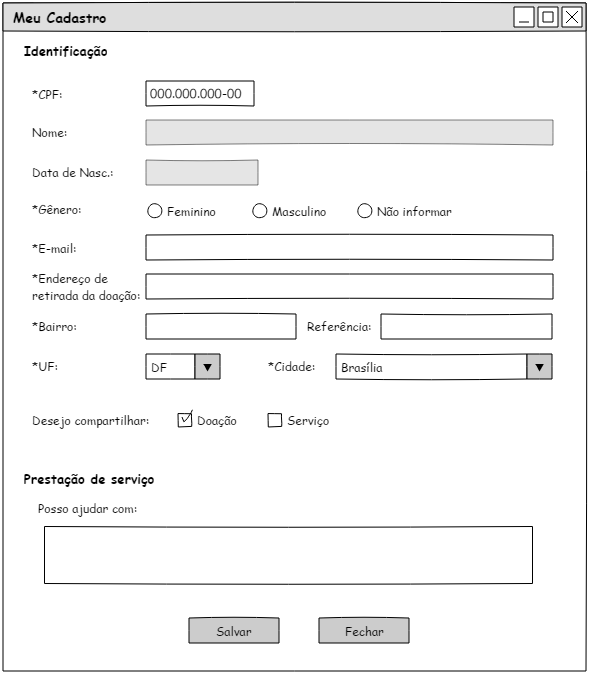 Meu Cadastro
Identificação
*CPF: 000.000.000-00
Nome:
Data de Nasc.:
*Gênero: Feminino Masculino Não informar
*E-mail:
*Endereço de
retirada da doação:
*Bairro: Referência:
*UF: DF *Cidade: Brasília
Desejo compartilhar: Doação Serviço
Prestação de serviço
Posso ajudar com:
Salvar Fechar